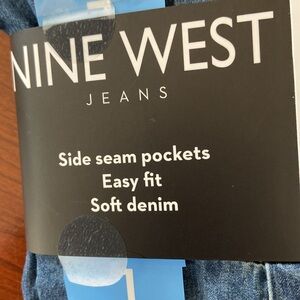 NINE WEST
JEANS
Side seam pockets
Easy fit
Soft denim